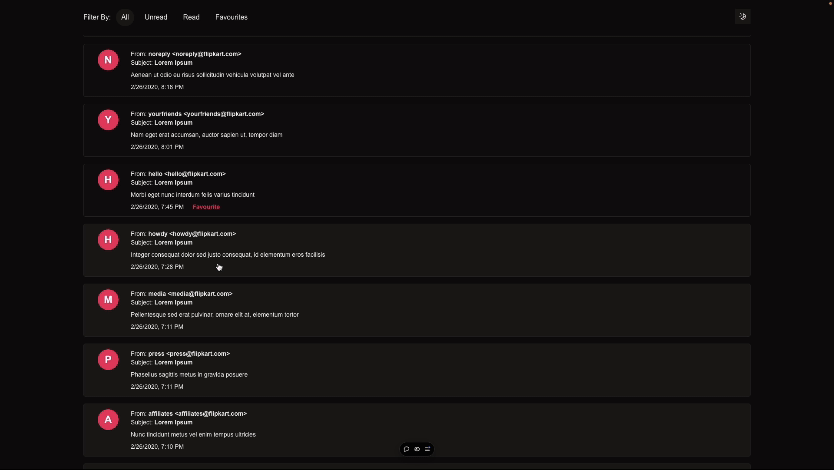 Filter By: All Unread Read Favourites
N
From: noreply <noreply@flipkart.com>
Subject: Lorem Ipsum
Aenean ut odio eu risus sollicitudin vehicula volutpat vel ante
2/26/2020, 8:18 PM
Y
From: yourfriends <yourfriends@flipkart.com>
Subject: Lorem Ipsum
Nam eget erat accumsan, auctor sapien ut, tempor diam
2/26/2020, 8:01 PM
H
From: hello <hello@flipkart.com>
Subject: Lorem Ipsum
Morbi eget nunc interdum felis varius tincidunt
2/26/2020, 7:45 PM Favourite
H
From: howdy <howdy@flipkart.com>
Subject: Lorem Ipsum
Integer consequat dolor sed justo consequat, id elementum eros facilisis
2/26/2020, 7:28 PM
M
From: media <media@flipkart.com>
Subject: Lorem Ipsum
Pellentesque sed erat pulvinar, ornare elit at, elementum tortor
2/26/2020, 7:11 PM
P
From: press <press@flipkart.com>
Subject: Lorem Ipsum
Phasellus sagittis metus in gravida posuere
2/26/2020, 7:11 PM
A
From: affiliates <affiliates@flipkart.com>
Subject: Lorem Ipsum
Nunc tincidunt metus vel enim tempus ultricies
2/26/2020, 7:10 PM